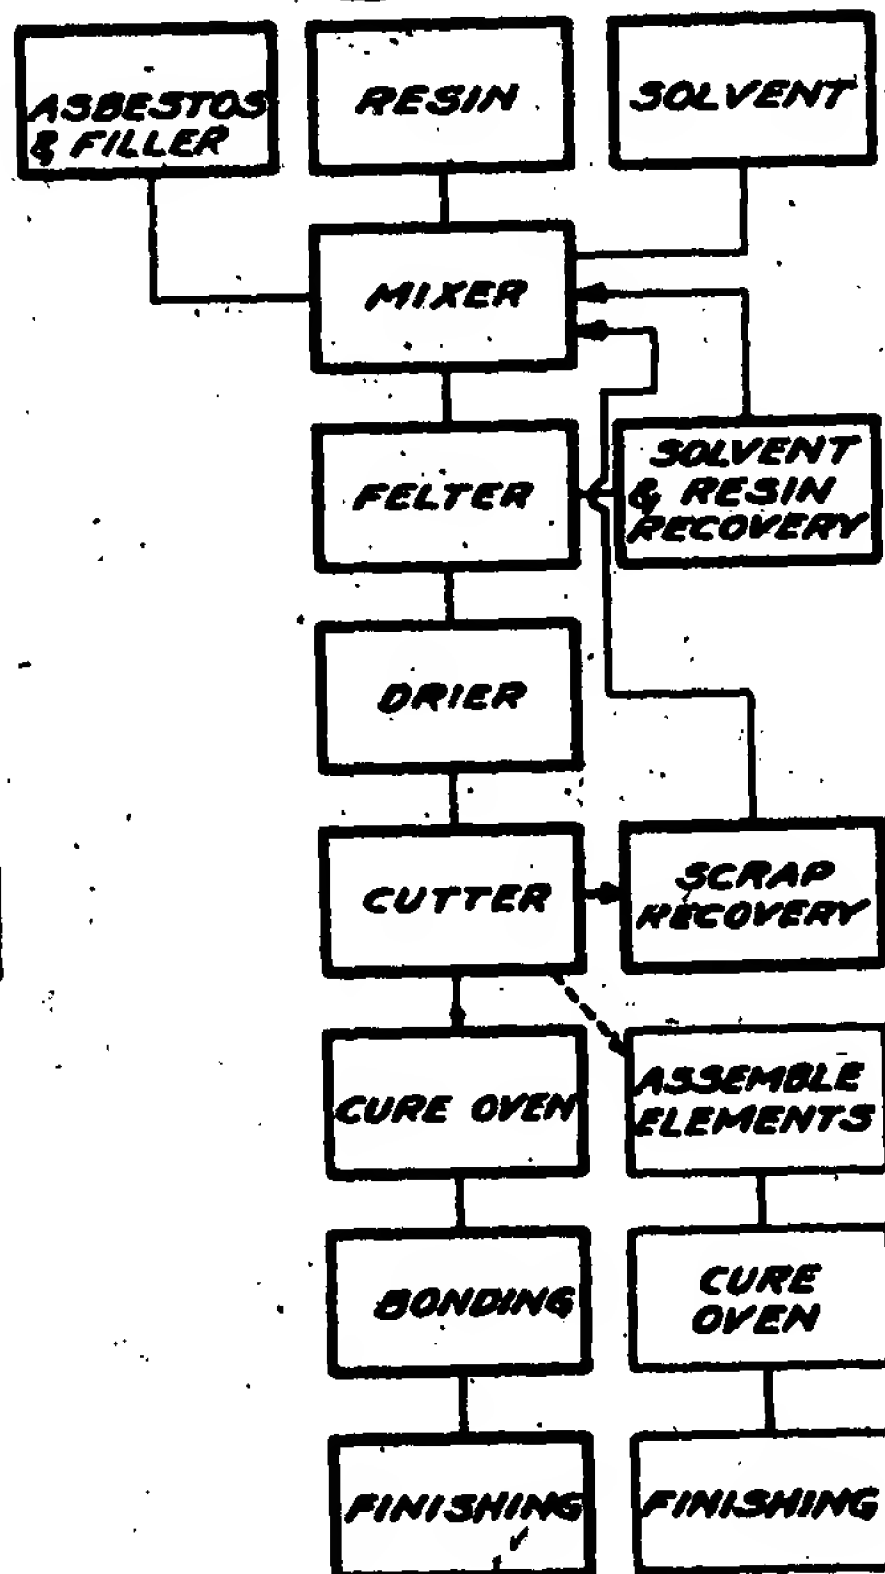 ASBESTOS
& FILLER
RESIN
SOLVENT
MIXER
FELTER
SOLVENT
& RESIN
RECOVERY
DRIER
CUTTER
SCRAP
RECOVERY
CURE OVEN
ASSEMBLE
ELEMENTS
BONDING
CURE
OVEN
FINISHING
FINISHING